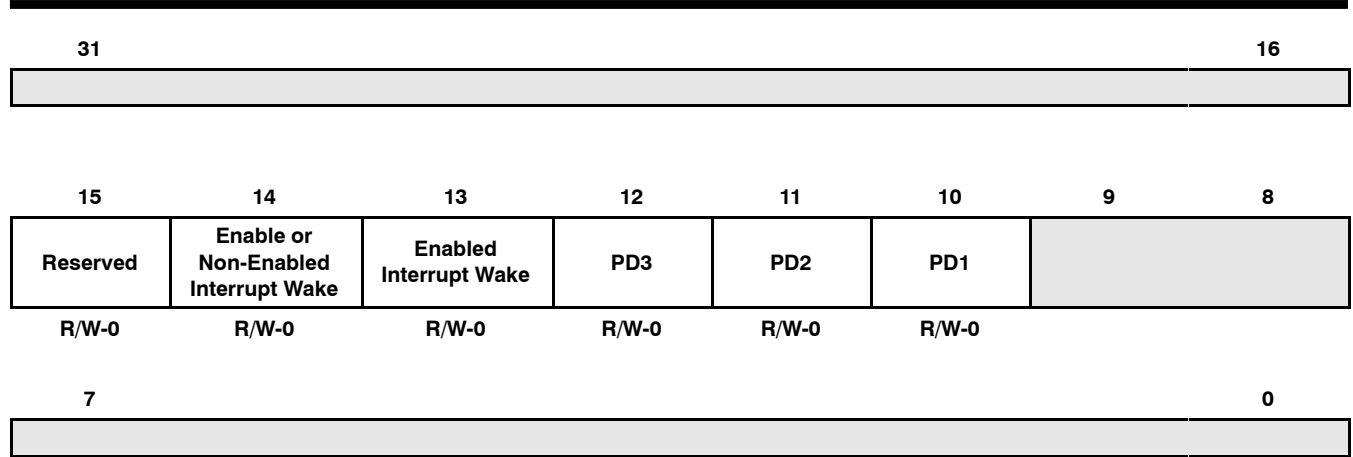 31 16
15 14 13 12 11 10 9 8
Reserved
Enable or
Non-Enabled
Interrupt Wake
Enabled
Interrupt Wake
PD3
PD2
PD1
R/W-0 R/W-0 R/W-0 R/W-0 R/W-0 R/W-0
7 0